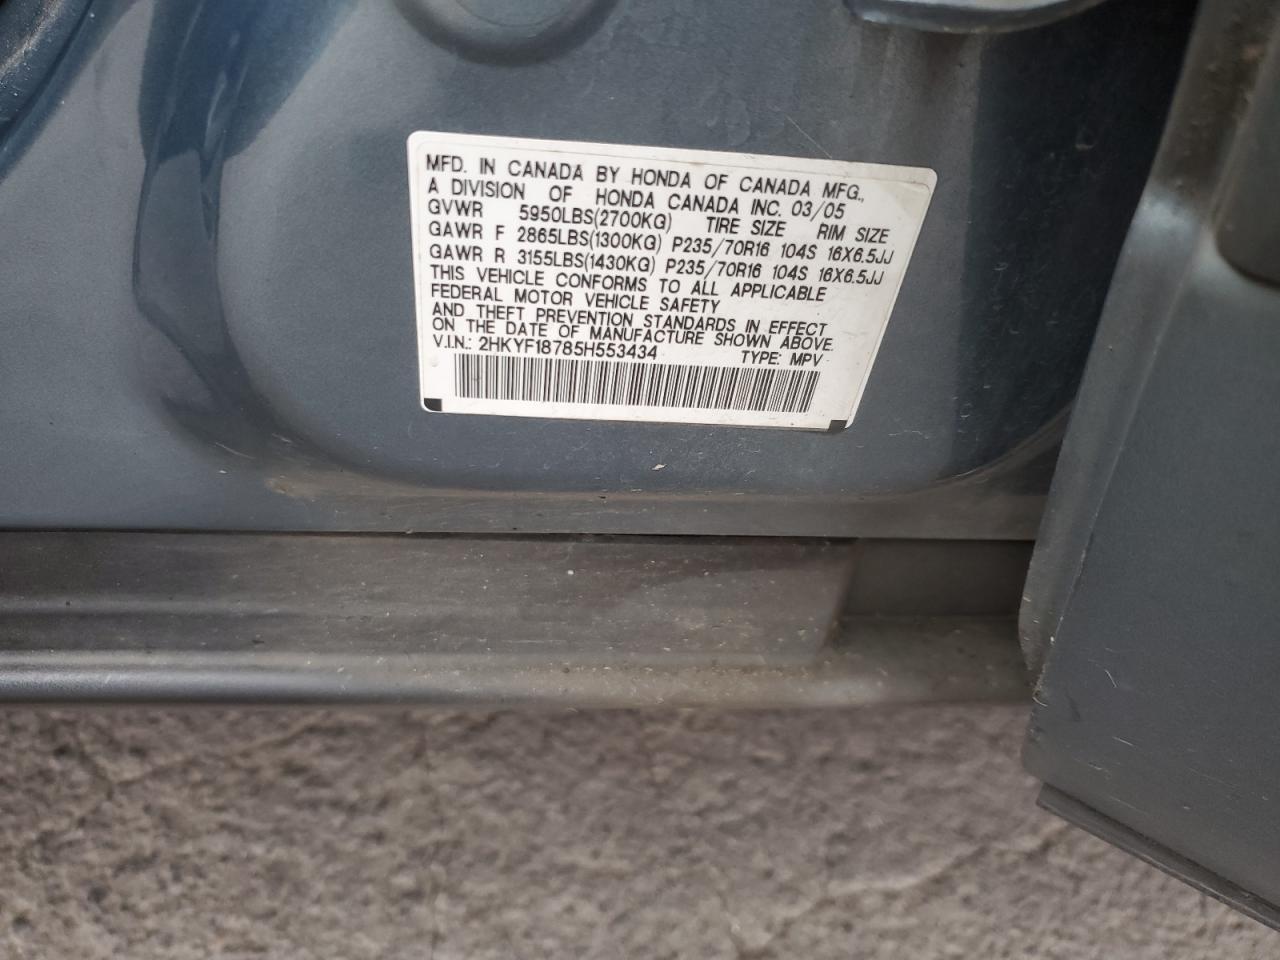 MFD. IN CANADA BY HONDA OF CANADA MFG.,
A DIVISION OF HONDA CANADA INC. 03/05
GVWR 5950LBS(2700KG) TIRE SIZE RIM SIZE
GAWR F 2865LBS(1300KG) P235/70R16 104S 16X6.5JJ
GAWR R 3155LBS(1430KG) P235/70R16 104S 16X6.5JJ
THIS VEHICLE CONFORMS TO ALL APPLICABLE
FEDERAL MOTOR VEHICLE SAFETY
AND THEFT PREVENTION STANDARDS IN EFFECT
ON THE DATE OF MANUFACTURE SHOWN ABOVE.
V.I.N.: 2HKYF18785H553434 TYPE: MPV